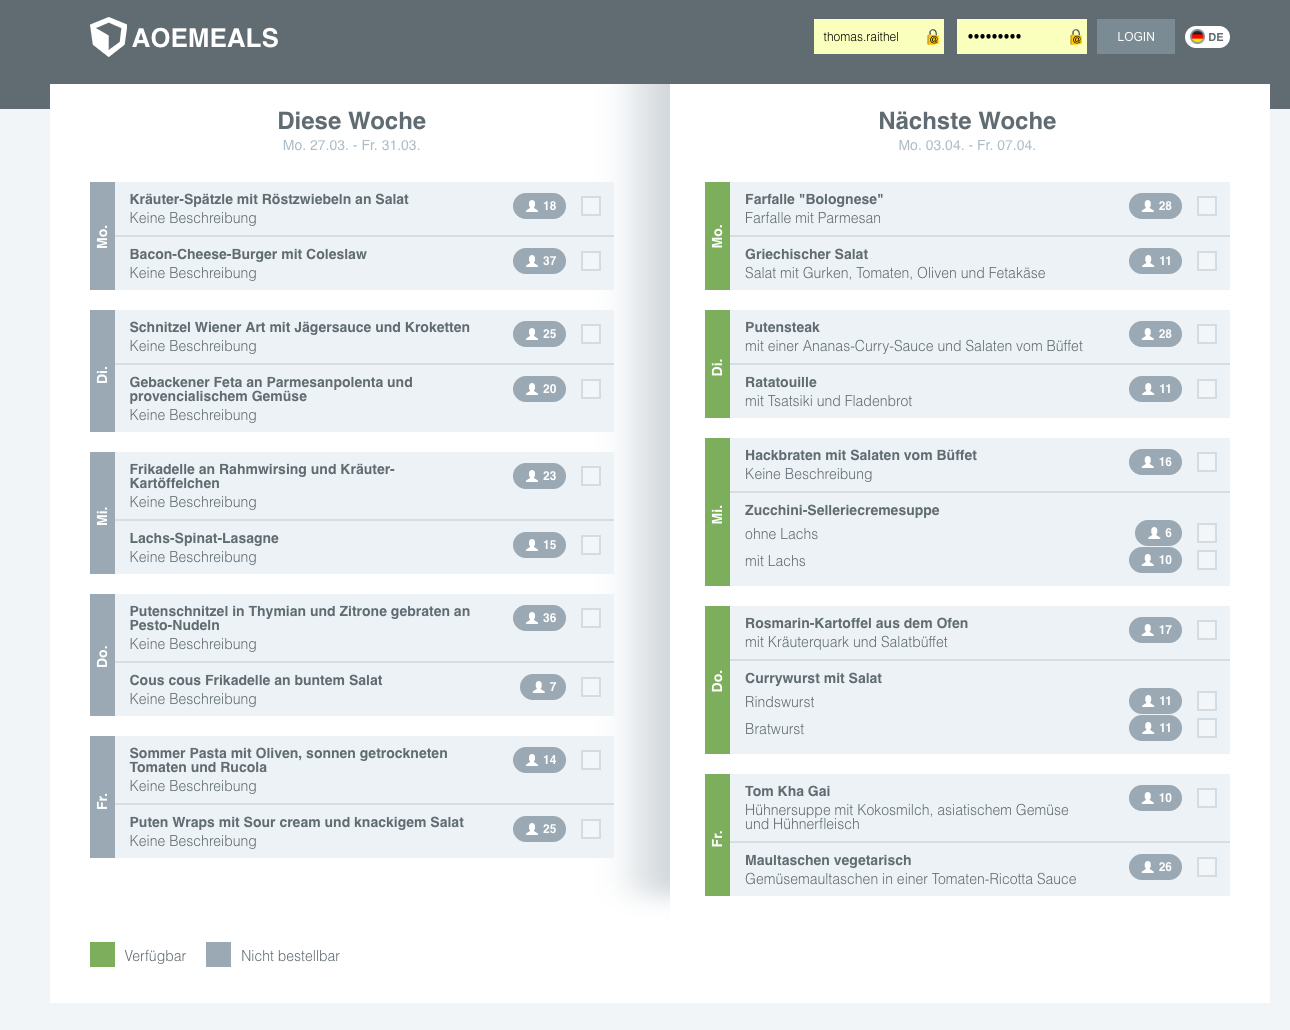 AOEMEALS
thomas.raithel
•••••••••
LOGIN
DE
Diese Woche
Mo. 27.03. - Fr. 31.03.
Mo.
Kräuter-Spätzle mit Röstzwiebeln an Salat
18
Keine Beschreibung
Bacon-Cheese-Burger mit Coleslaw
37
Keine Beschreibung
Di.
Schnitzel Wiener Art mit Jägersauce und Kroketten
25
Keine Beschreibung
Gebackener Feta an Parmesanpolenta und
provencialischem Gemüse
20
Keine Beschreibung
Mi.
Frikadelle an Rahmwirsing und Kräuter-
Kartöffelchen
23
Keine Beschreibung
Lachs-Spinat-Lasagne
15
Keine Beschreibung
Do.
Putenschnitzel in Thymian und Zitrone gebraten an
Pesto-Nudeln
36
Keine Beschreibung
Cous cous Frikadelle an buntem Salat
7
Keine Beschreibung
Fr.
Sommer Pasta mit Oliven, sonnen getrockneten
Tomaten und Rucola
14
Keine Beschreibung
Puten Wraps mit Sour cream und knackigem Salat
25
Keine Beschreibung
Nächste Woche
Mo. 03.04. - Fr. 07.04.
Mo.
Farfalle "Bolognese"
28
Farfalle mit Parmesan
Griechischer Salat
11
Salat mit Gurken, Tomaten, Oliven und Fetakäse
Di.
Putensteak
28
mit einer Ananas-Curry-Sauce und Salaten vom Büffet
Ratatouille
11
mit Tsatsiki und Fladenbrot
Mi.
Hackbraten mit Salaten vom Büffet
16
Keine Beschreibung
Zucchini-Selleriecremesuppe
ohne Lachs
6
mit Lachs
10
Do.
Rosmarin-Kartoffel aus dem Ofen
17
mit Kräuterquark und Salatbüffet
Currywurst mit Salat
Rindswurst
11
Bratwurst
11
Fr.
Tom Kha Gai
10
Hühnersuppe mit Kokosmilch, asiatischem Gemüse
und Hühnerfleisch
Maultaschen vegetarisch
26
Gemüsemaultaschen in einer Tomaten-Ricotta Sauce
Verfügbar
Nicht bestellbar